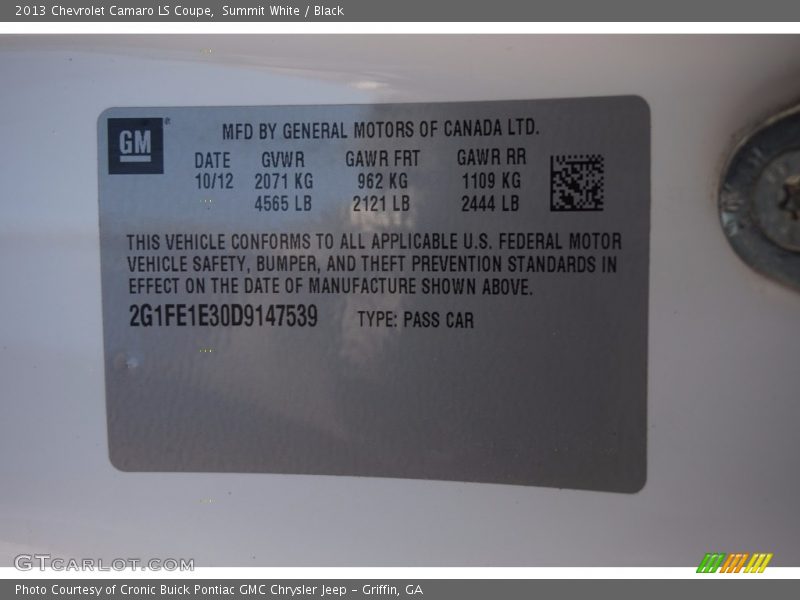 2013 Chevrolet Camaro LS Coupe, Summit White / Black
GM
MFD BY GENERAL MOTORS OF CANADA LTD.
DATE GVWR GAWR FRT GAWR RR
10/12 2071 KG 962 KG 1109 KG
4565 LB 2121 LB 2444 LB
THIS VEHICLE CONFORMS TO ALL APPLICABLE U.S. FEDERAL MOTOR
VEHICLE SAFETY, BUMPER, AND THEFT PREVENTION STANDARDS IN
EFFECT ON THE DATE OF MANUFACTURE SHOWN ABOVE.
2G1FE1E30D9147539 TYPE: PASS CAR
GTCARLOT.COM
Photo Courtesy of Cronic Buick Pontiac GMC Chrysler Jeep - Griffin, GA